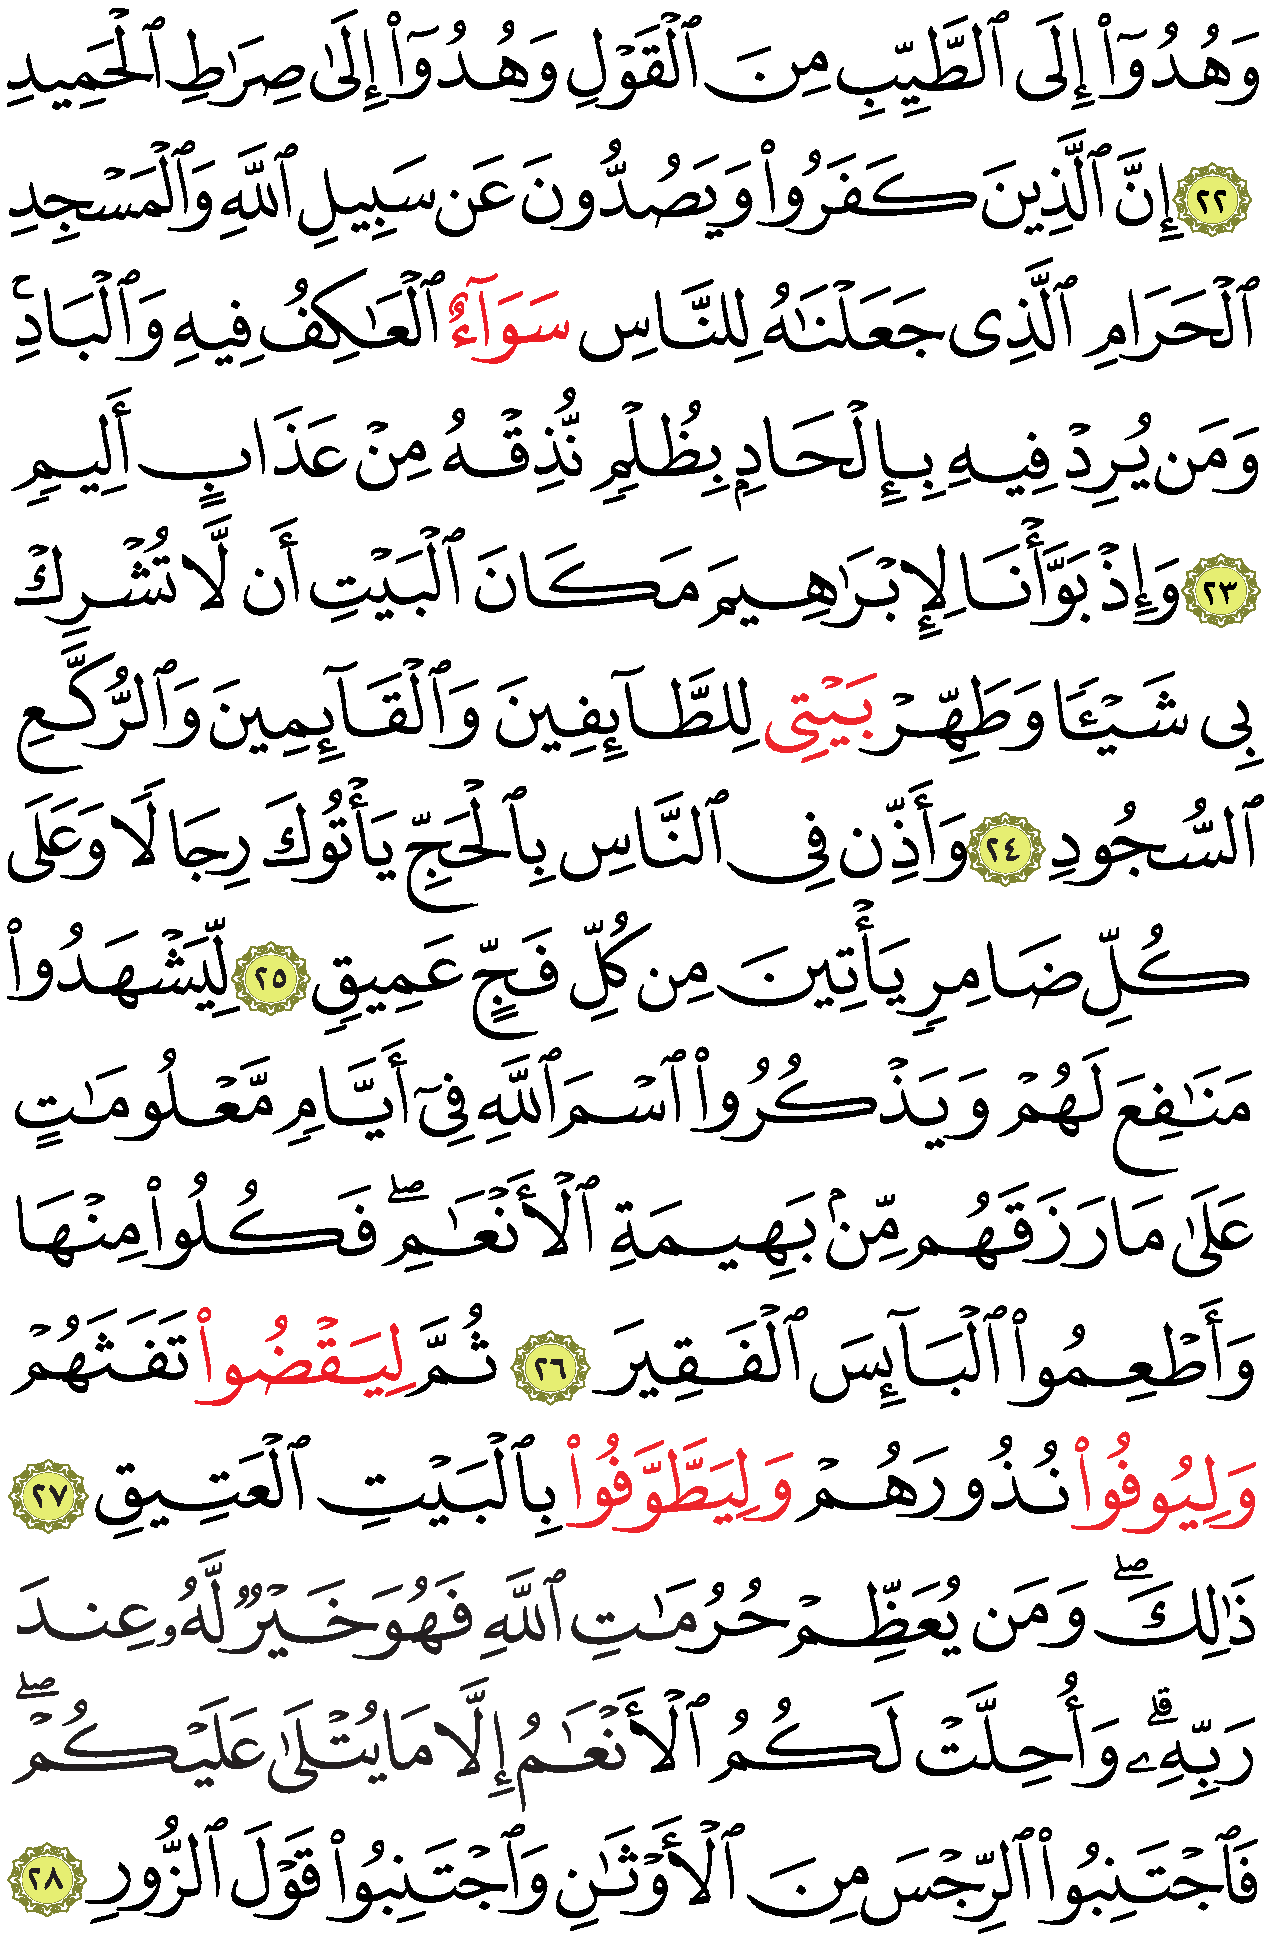 وَهُدُوٓا۟ إِلَى ٱلطَّيِّبِ مِنَ ٱلْقَوْلِ وَهُدُوٓا۟ إِلَىٰ صِرَٰطِ ٱلْحَمِيدِ
٢٢ إِنَّ ٱلَّذِينَ كَفَرُوا۟ وَيَصُدُّونَ عَن سَبِيلِ ٱللَّهِ وَٱلْمَسْجِدِ
ٱلْحَرَامِ ٱلَّذِى جَعَلْنَٰهُ لِلنَّاسِ سَوَآءٌ ٱلْعَٰكِفُ فِيهِ وَٱلْبَادِۚ
وَمَن يُرِدْ فِيهِ بِإِلْحَادٍۭ بِظُلْمٍ نُّذِقْهُ مِنْ عَذَابٍ أَلِيمٍ
٢٣ وَإِذْ بَوَّأْنَا لِإِبْرَٰهِيمَ مَكَانَ ٱلْبَيْتِ أَن لَّا تُشْرِكْ
بِى شَيْـًٔا وَطَهِّرْ بَيْتِى لِلطَّآئِفِينَ وَٱلْقَآئِمِينَ وَٱلرُّكَّعِ
ٱلسُّجُودِ ٢٤ وَأَذِّن فِى ٱلنَّاسِ بِٱلْحَجِّ يَأْتُوكَ رِجَالًا وَعَلَىٰ
كُلِّ ضَامِرٍ يَأْتِينَ مِن كُلِّ فَجٍّ عَمِيقٍ ٢٥ لِّيَشْهَدُوا۟
مَنَٰفِعَ لَهُمْ وَيَذْكُرُوا۟ ٱسْمَ ٱللَّهِ فِىٓ أَيَّامٍ مَّعْلُومَٰتٍ
عَلَىٰ مَا رَزَقَهُم مِّنۢ بَهِيمَةِ ٱلْأَنْعَٰمِۖ فَكُلُوا۟ مِنْهَا
وَأَطْعِمُوا۟ ٱلْبَآئِسَ ٱلْفَقِيرَ ٢٦ ثُمَّ لِيَقْضُوا۟ تَفَثَهُمْ
وَلِيُوفُوا۟ نُذُورَهُمْ وَلِيَطَّوَّفُوا۟ بِٱلْبَيْتِ ٱلْعَتِيقِ ٢٧
ذَٰلِكَۖ وَمَن يُعَظِّمْ حُرُمَٰتِ ٱللَّهِ فَهُوَ خَيْرٌ لَّهُۥ عِندَ
رَبِّهِۦۗ وَأُحِلَّتْ لَكُمُ ٱلْأَنْعَٰمُ إِلَّا مَا يُتْلَىٰ عَلَيْكُمْۖ
فَٱجْتَنِبُوا۟ ٱلرِّجْسَ مِنَ ٱلْأَوْثَٰنِ وَٱجْتَنِبُوا۟ قَوْلَ ٱلزُّورِ ٢٨